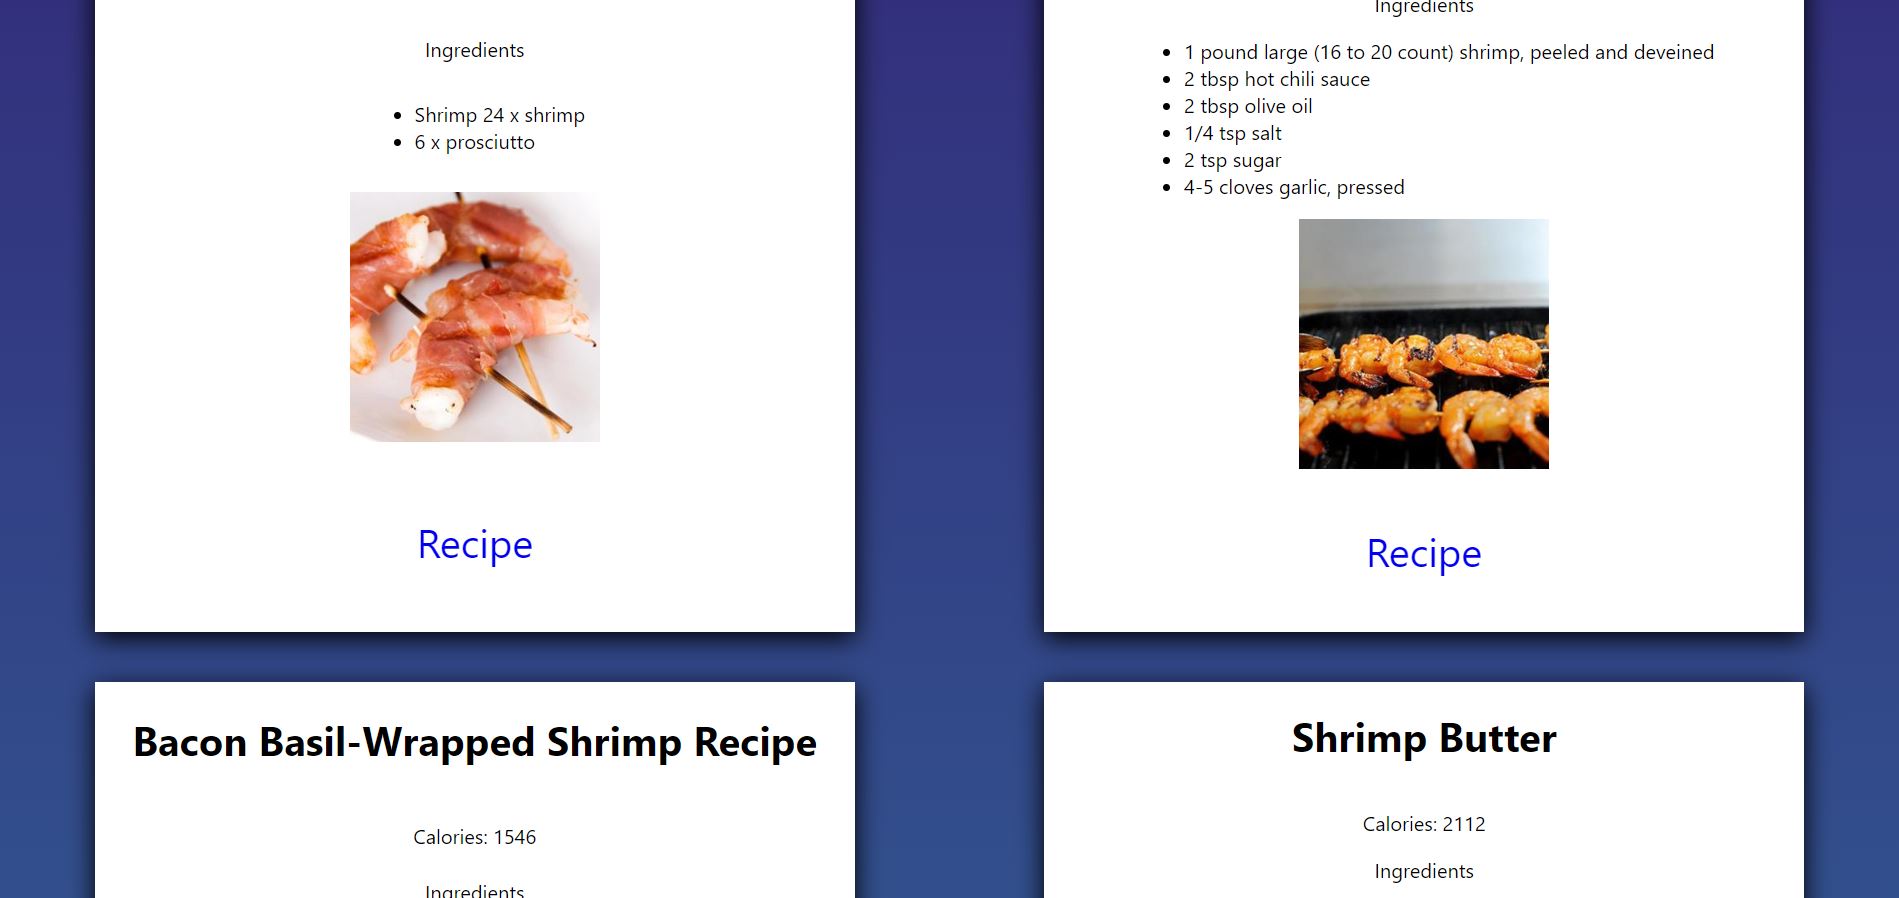 Ingredients
Shrimp 24 x shrimp
6 x prosciutto
Recipe
Ingredients
1 pound large (16 to 20 count) shrimp, peeled and deveined
2 tbsp hot chili sauce
2 tbsp olive oil
1/4 tsp salt
2 tsp sugar
4-5 cloves garlic, pressed
Recipe
Bacon Basil-Wrapped Shrimp Recipe
Calories: 1546
Ingredients
Shrimp Butter
Calories: 2112
Ingredients